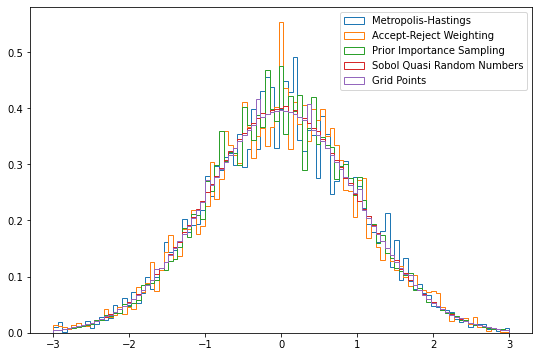 Metropolis-Hastings
Accept-Reject Weighting
Prior Importance Sampling
Sobol Quasi Random Numbers
Grid Points
0.5
0.4
0.3
0.2
0.1
0.0
−3 −2 −1 0 1 2 3